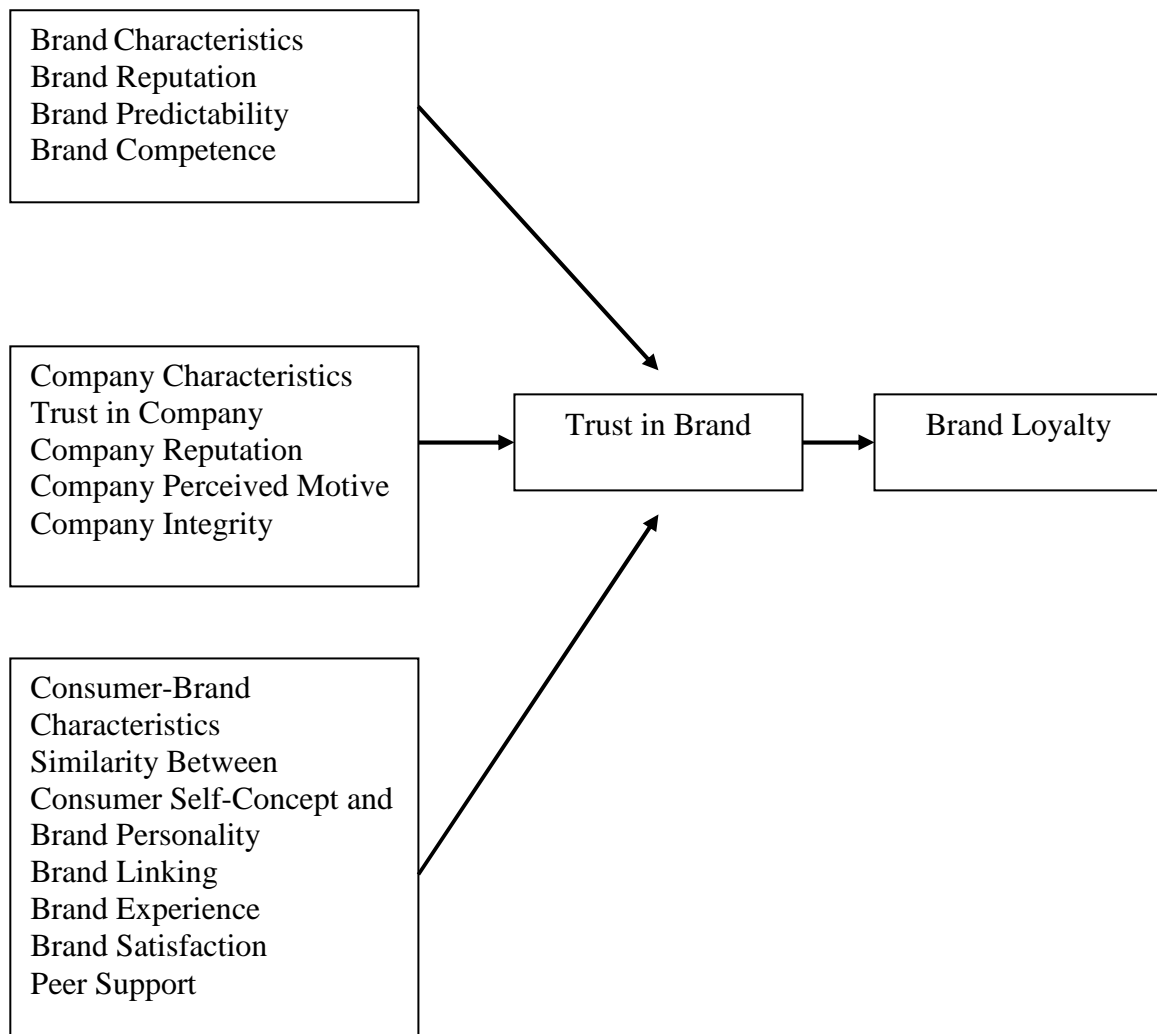 Brand Characteristics
Brand Reputation
Brand Predictability
Brand Competence
Company Characteristics
Trust in Company
Company Reputation
Company Perceived Motive
Company Integrity
Trust in Brand
Brand Loyalty
Consumer-Brand
Characteristics
Similarity Between
Consumer Self-Concept and
Brand Personality
Brand Linking
Brand Experience
Brand Satisfaction
Peer Support